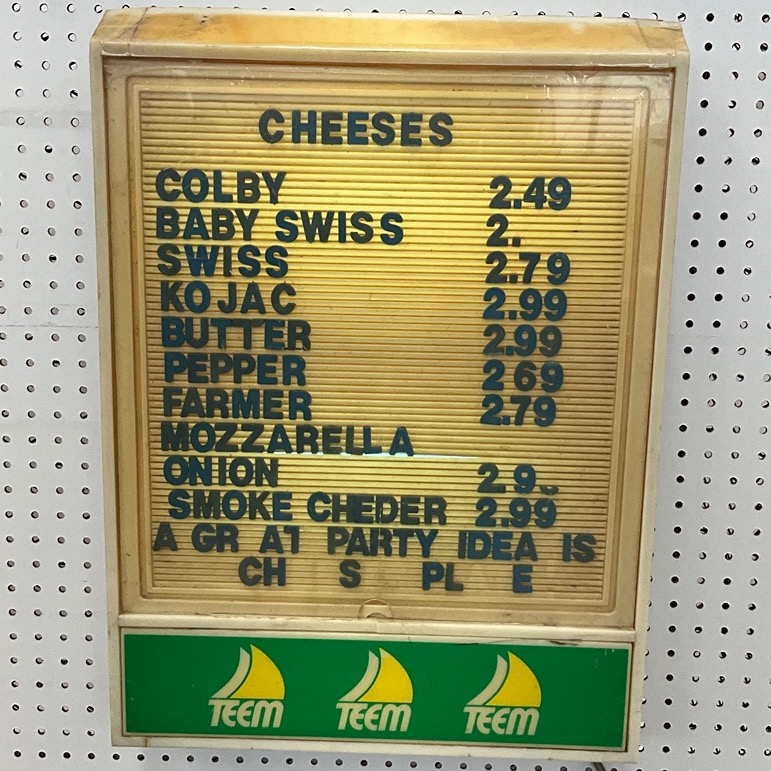 CHEESES
COLBY 2.49
BABY SWISS 2.
SWISS 2.79
KOJAC 2.99
BUTTER 2.99
PEPPER 2 69
FARMER 2.79
MOZZARELLA
ONION 2.9
SMOKE CHEDER 2.99
A GR AT PARTY IDEA IS
CH S PL E
TEEM TEEM TEEM